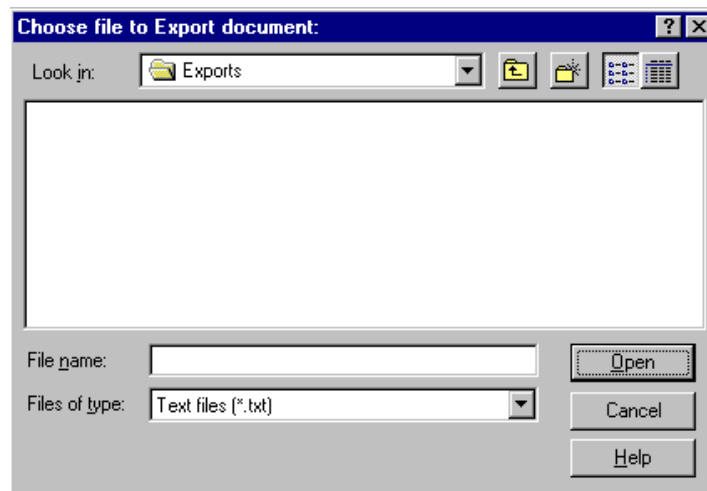 Choose file to Export document:
Look in: Exports
File name:
Open
Files of type: Text files (*.txt)
Cancel
Help